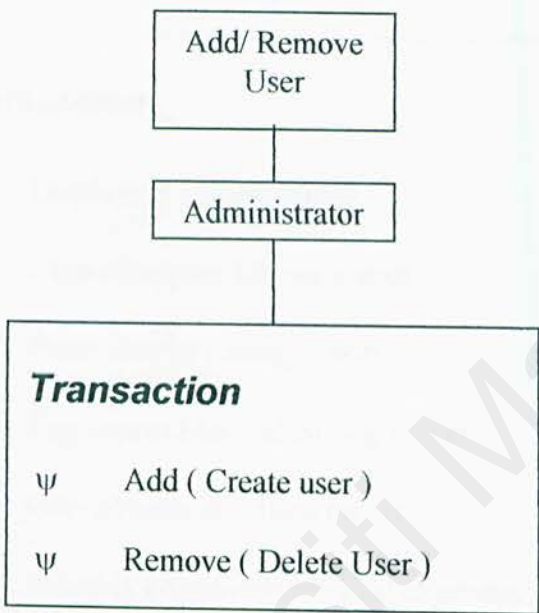 Add/ Remove
User
Administrator
Transaction
ψ Add ( Create user )
ψ Remove ( Delete User )